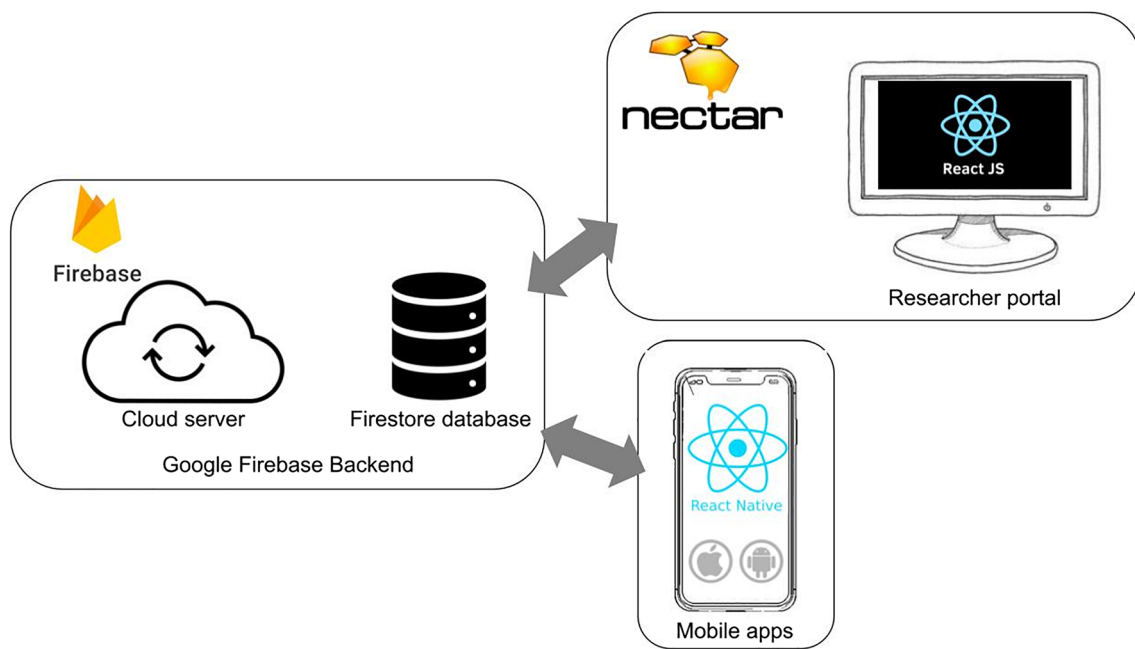 nectar
React JS
Researcher portal
Firebase
Cloud server
Firestore database
Google Firebase Backend
React Native
Mobile apps